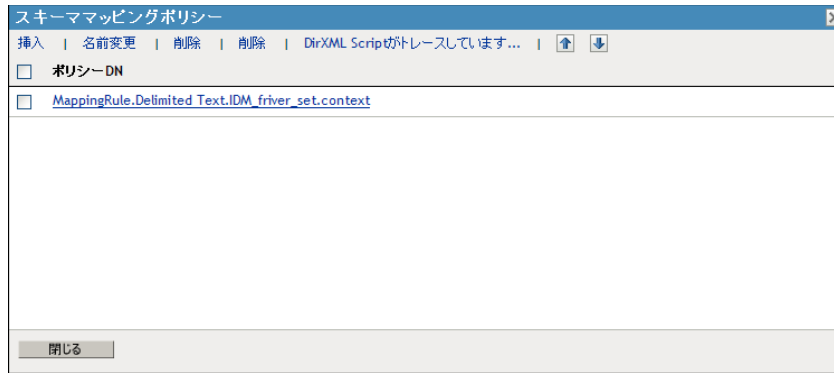 スキーママッピングポリシー
挿入 | 名前変更 | 削除 | 削除 | DirXML Scriptがトレースしています... |
ポリシーDN
MappingRule.Delimited Text.IDM_friver_set.context
閉じる